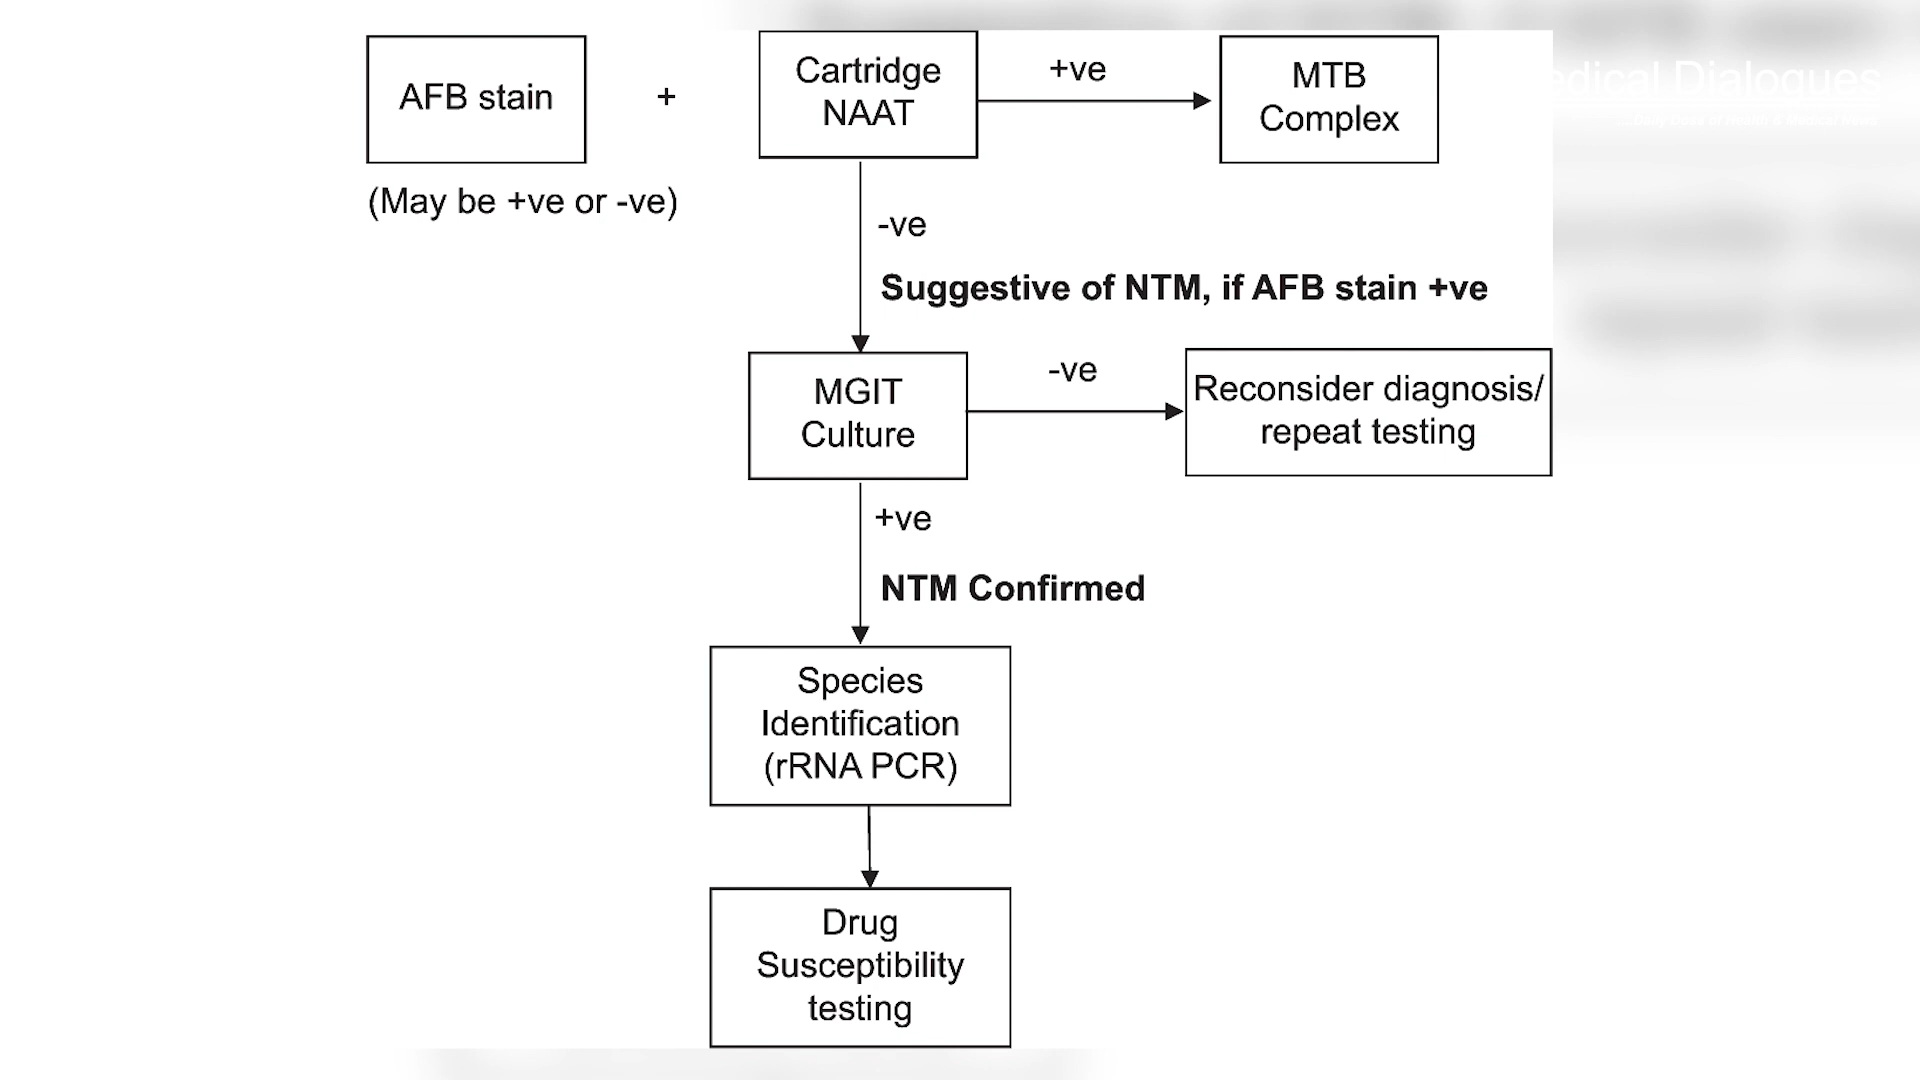 AFB stain
+
Cartridge
NAAT
+ve
MTB
Complex
(May be +ve or -ve)
-ve
Suggestive of NTM, if AFB stain +ve
MGIT
Culture
-ve
Reconsider diagnosis/
repeat testing
+ve
NTM Confirmed
Species
Identification
(rRNA PCR)
Drug
Susceptibility
testing
Dialogues